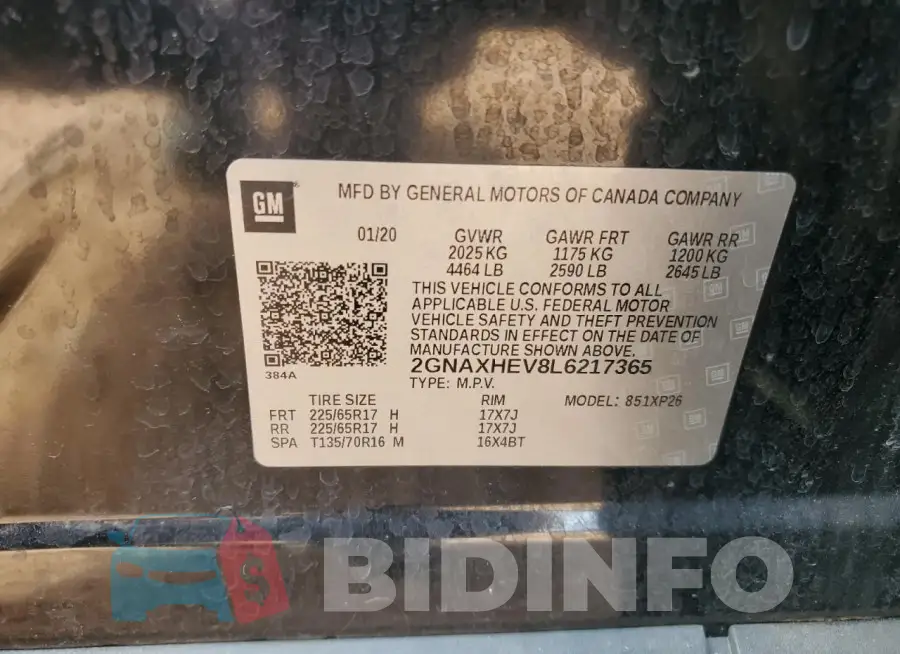 GM
MFD BY GENERAL MOTORS OF CANADA COMPANY
01/20 GVWR GAWR FRT GAWR RR
2025 KG 1175 KG 1200 KG
4464 LB 2590 LB 2645 LB
THIS VEHICLE CONFORMS TO ALL
APPLICABLE U.S. FEDERAL MOTOR
VEHICLE SAFETY AND THEFT PREVENTION
STANDARDS IN EFFECT ON THE DATE OF
MANUFACTURE SHOWN ABOVE.
384A
2GNAXHEV8L6217365
TYPE: M.P.V.
TIRE SIZE RIM MODEL: 851XP26
FRT 225/65R17 H 17X7J
RR 225/65R17 H 17X7J
SPA T135/70R16 M 16X4BT
$ BIDINFO